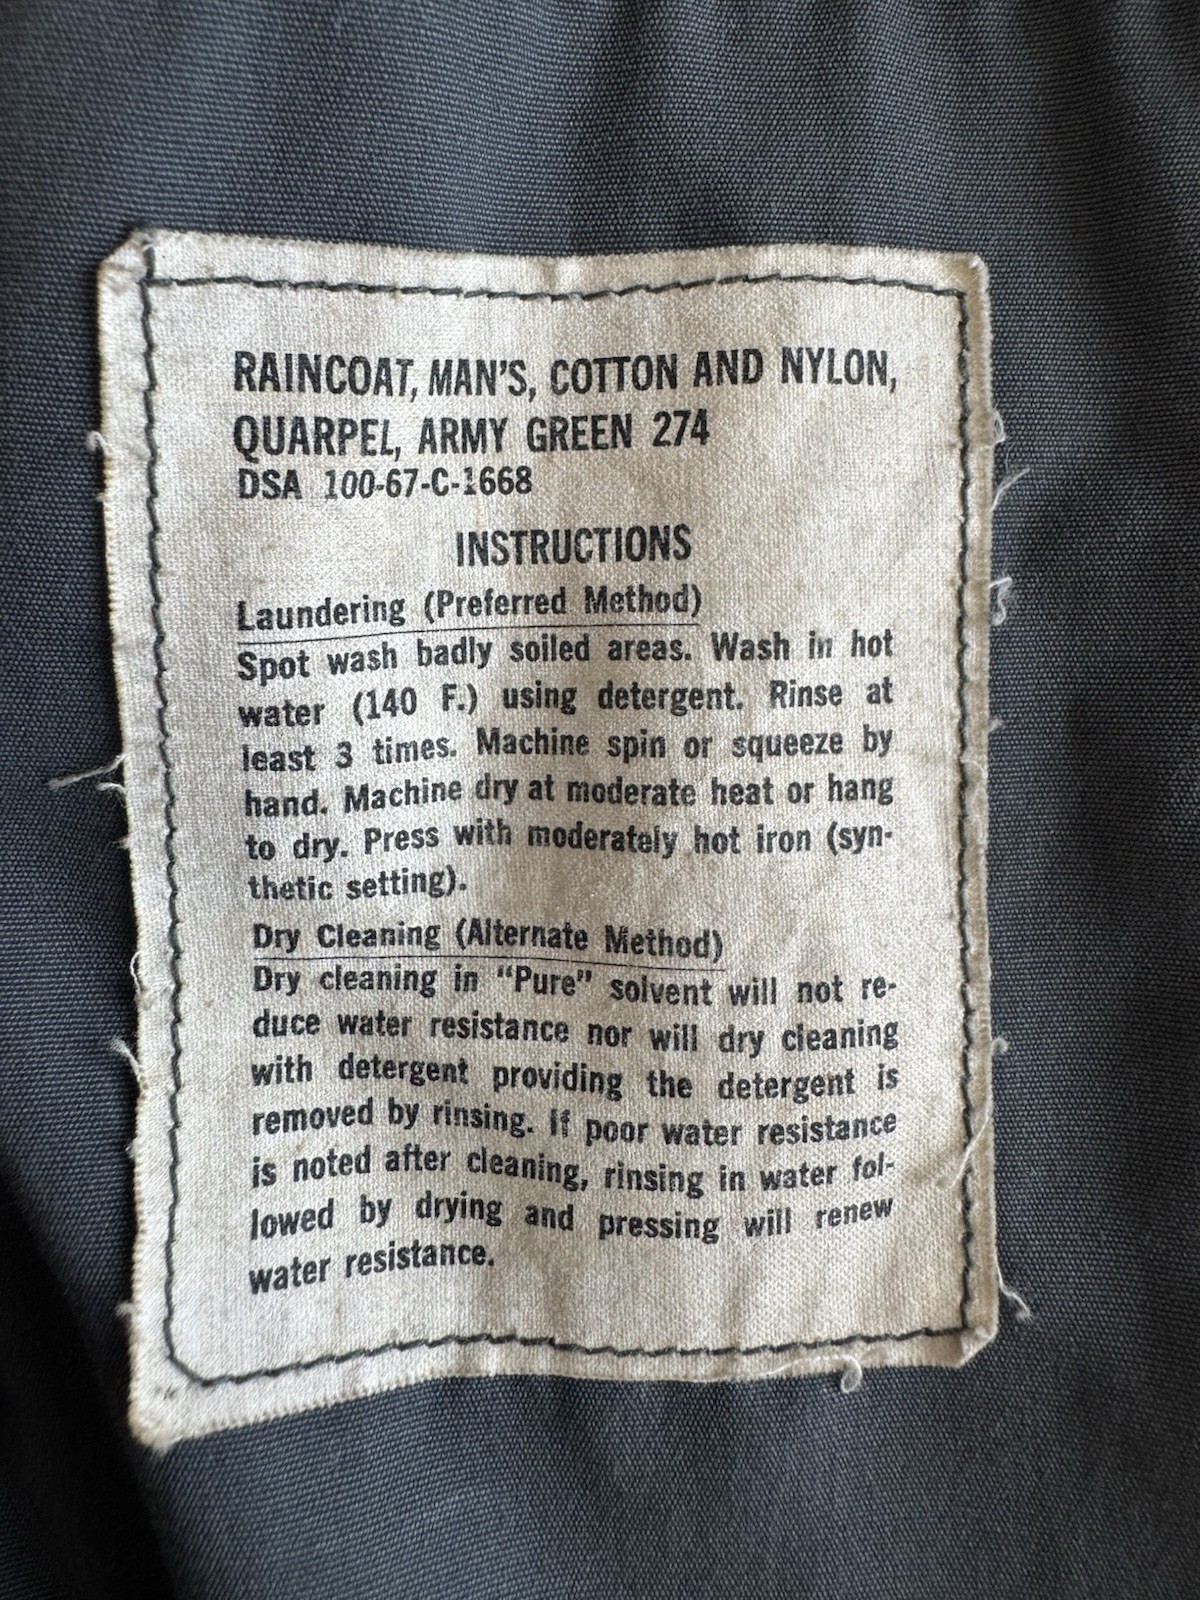 RAINCOAT, MAN'S, COTTON AND NYLON,
QUARPEL, ARMY GREEN 274
DSA 100-67-C-1668
INSTRUCTIONS
Laundering (Preferred Method)
Spot wash badly soiled areas. Wash in hot
water (140 F.) using detergent. Rinse at
least 3 times. Machine spin or squeeze by
hand. Machine dry at moderate heat or hang
to dry. Press with moderately hot iron (syn-
thetic setting).
Dry Cleaning (Alternate Method)
Dry cleaning in "Pure" solvent will not re-
duce water resistance nor will dry cleaning
with detergent providing the detergent is
removed by rinsing. If poor water resistance
is noted after cleaning, rinsing in water fol-
lowed by drying and pressing will renew
water resistance.